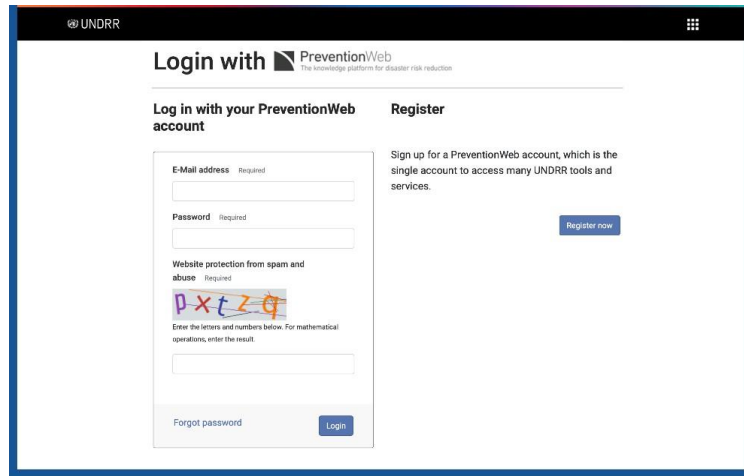 UNDRR
Login with PreventionWeb
The knowledge platform for disaster risk reduction
Log in with your PreventionWeb
account
E-Mail address Required
Password Required
Website protection from spam and
abuse Required
pxtzq
Enter the letters and numbers below. For mathematical
operations, enter the result.
Forgot password
Login
Register
Sign up for a PreventionWeb account, which is the
single account to access many UNDRR tools and
services.
Register now